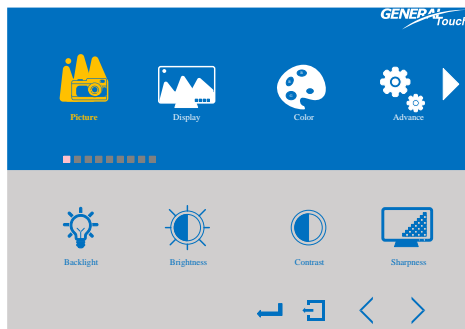 GENERAL
Touch
Picture
Display
Color
Advance
Backlight
Brightness
Contrast
Sharpness